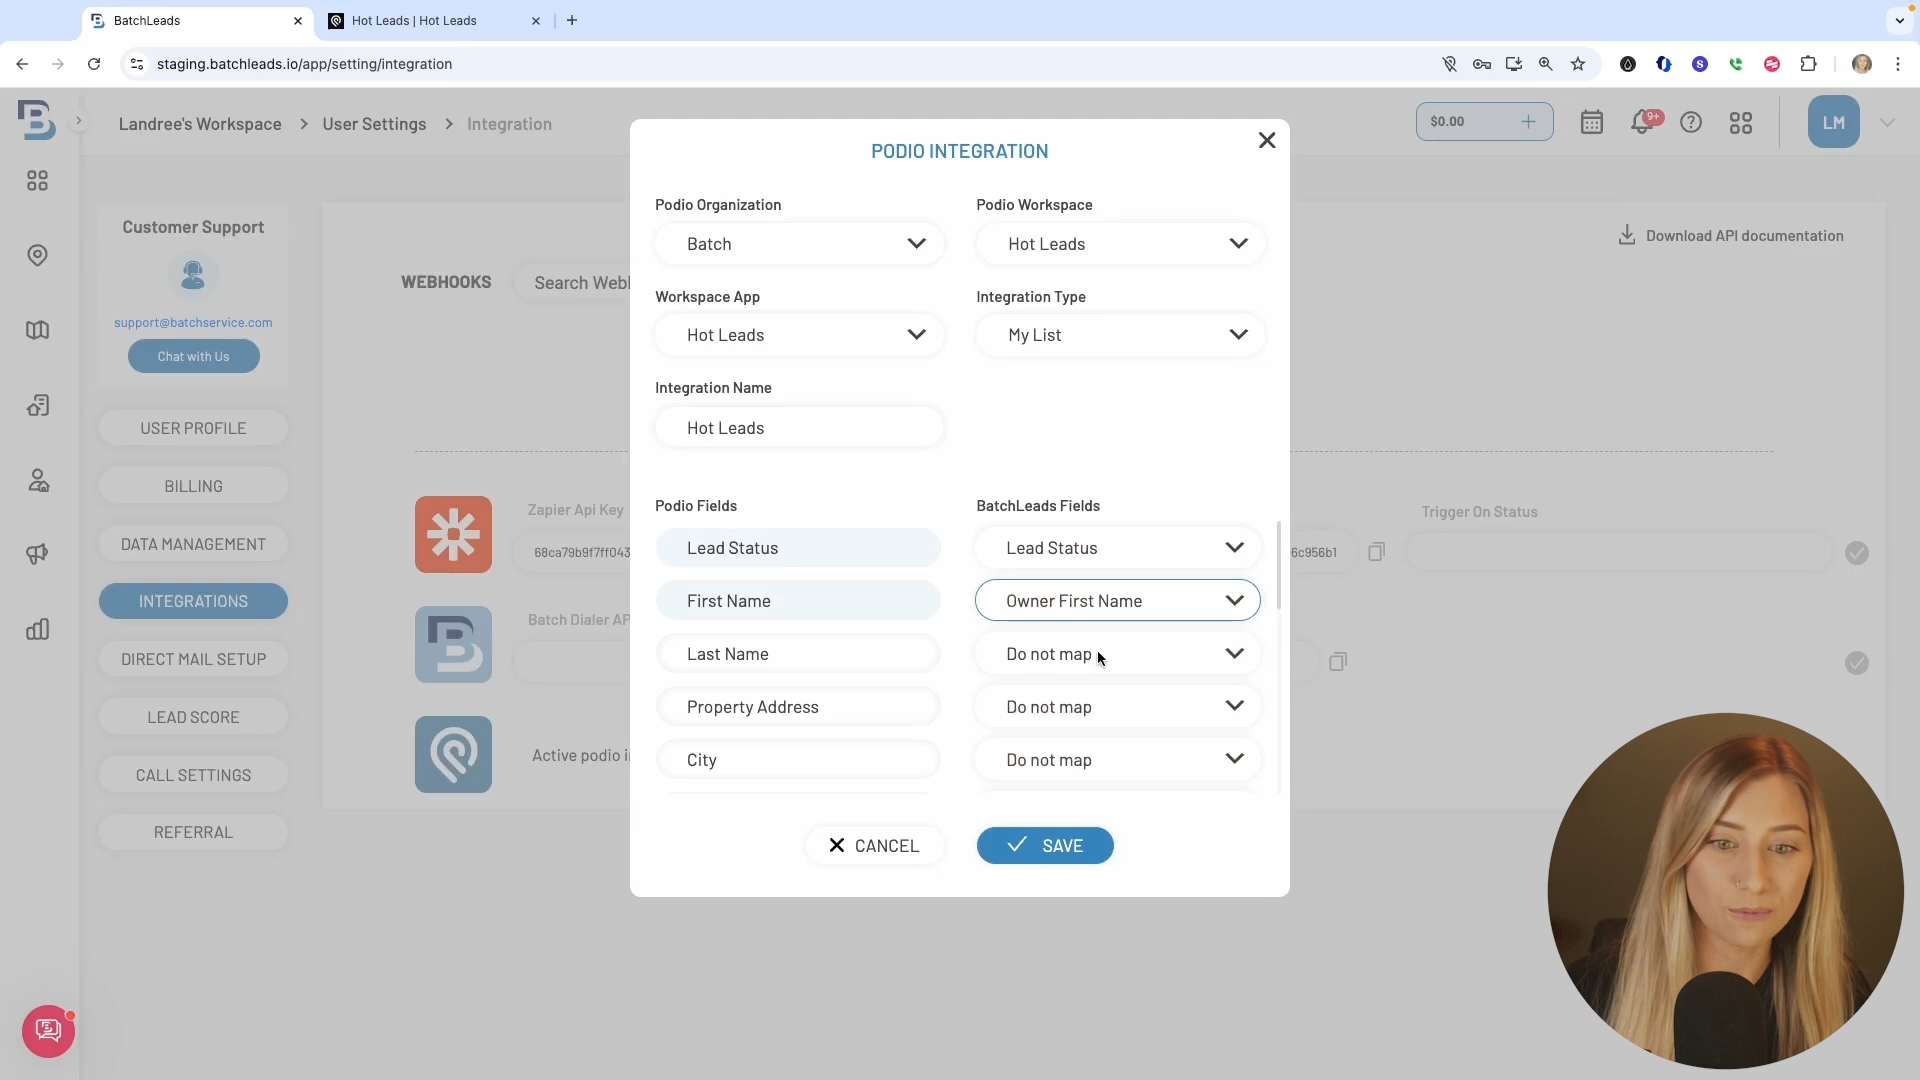 BatchLeads
Hot Leads | Hot Leads
staging.batchleads.io/app/setting/integration
Landree's Workspace > User Settings > Integration
$0.00
9+
LM
Customer Support
support@batchservice.com
Chat with Us
USER PROFILE
BILLING
DATA MANAGEMENT
INTEGRATIONS
DIRECT MAIL SETUP
LEAD SCORE
CALL SETTINGS
REFERRAL
WEBHOOKS
Search Webl
Download API documentation
Zapier Api Key
68ca79b9f7ff043
6c956b1
Trigger On Status
Batch Dialer AP
Active podio i
PODIO INTEGRATION
Podio Organization
Batch
Podio Workspace
Hot Leads
Workspace App
Hot Leads
Integration Type
My List
Integration Name
Hot Leads
Podio Fields
BatchLeads Fields
Lead Status
Lead Status
First Name
Owner First Name
Last Name
Do not map
Property Address
Do not map
City
Do not map
CANCEL
SAVE